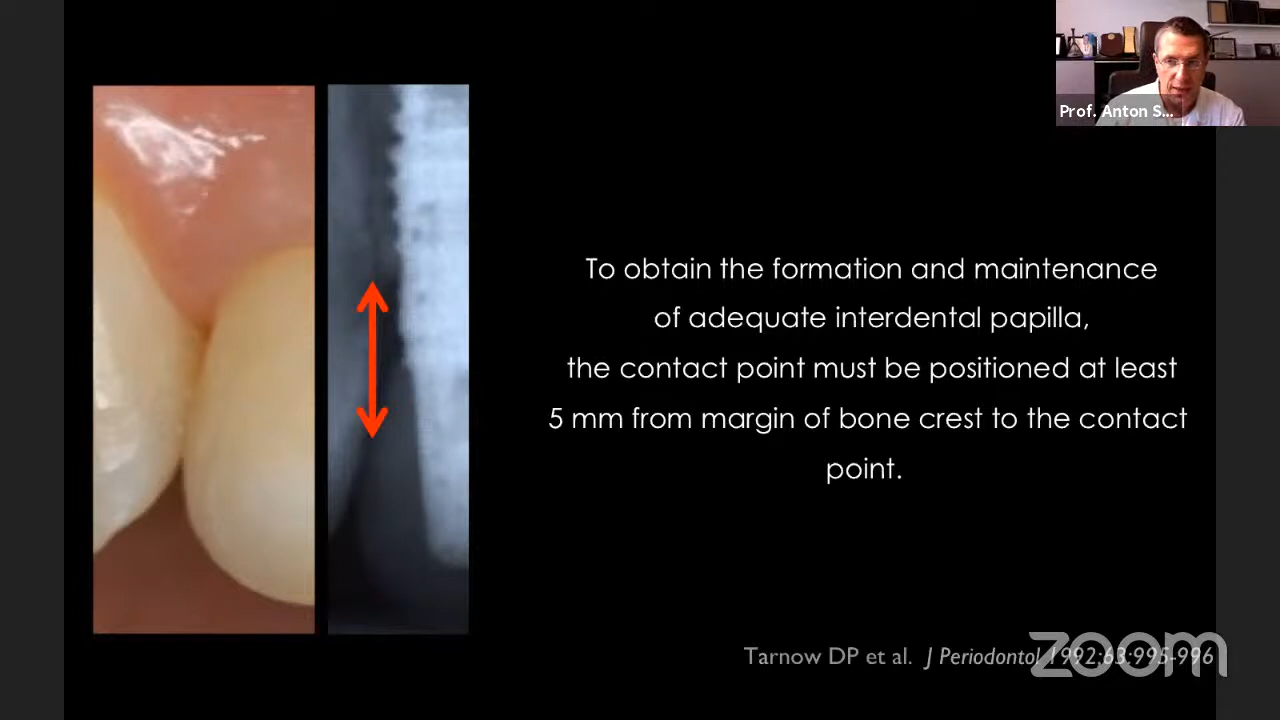 Prof. Anton S...
To obtain the formation and maintenance
of adequate interdental papilla,
the contact point must be positioned at least
5 mm from margin of bone crest to the contact
point.
Tarnow DP et al. J Periodontol 1992;63:995-996
zoom